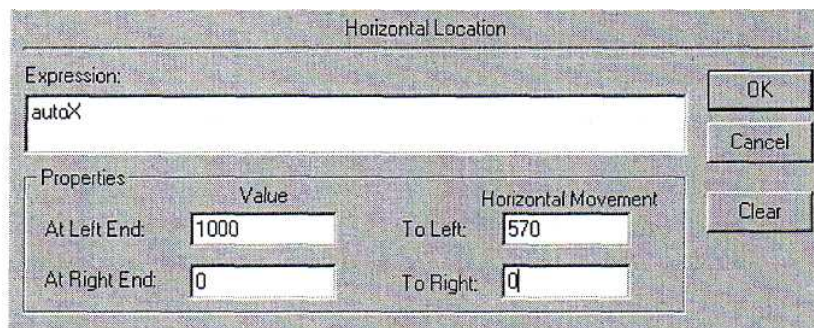 Horizontal Location
Expression:
autoX
OK
Cancel
Clear
Properties
Value
Horizontal Movement
At Left End: 1000 To Left: 570
At Right End: 0 To Right: 0